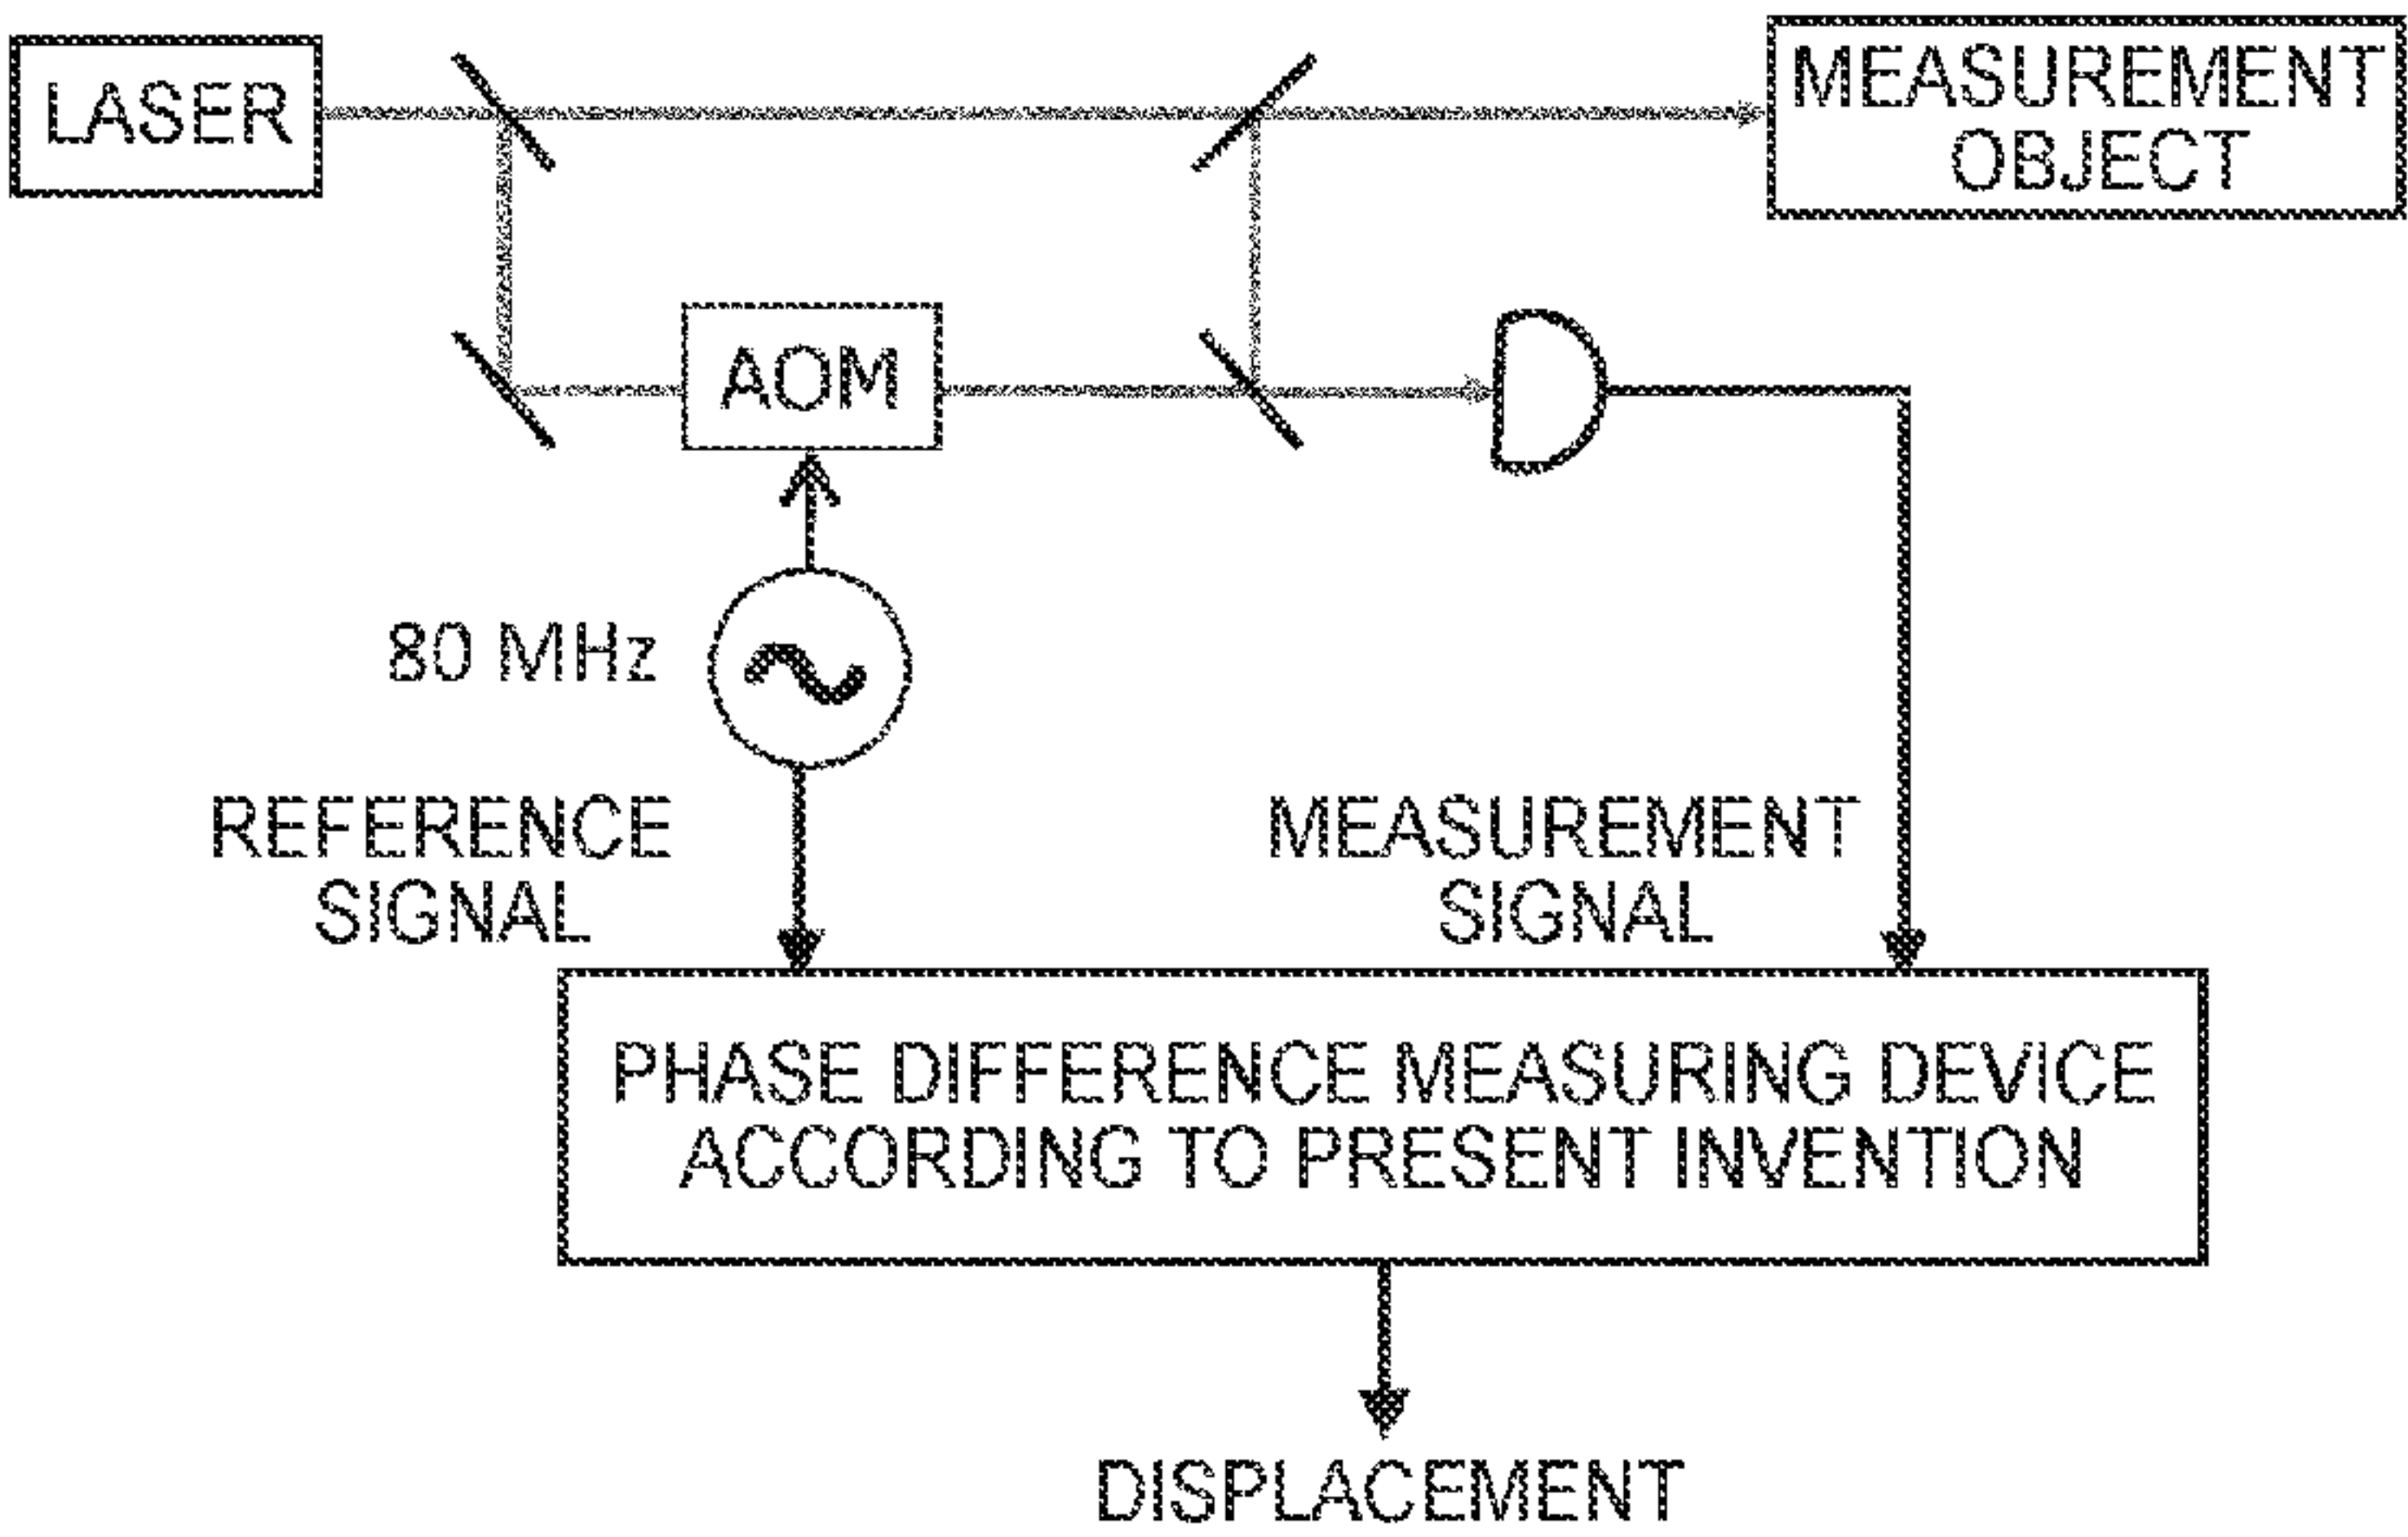 LASER
MEASUREMENT
OBJECT
AOM
80 MHz
REFERENCE
SIGNAL
MEASUREMENT
SIGNAL
PHASE DIFFERENCE MEASURING DEVICE
ACCORDING TO PRESENT INVENTION
DISPLACEMENT